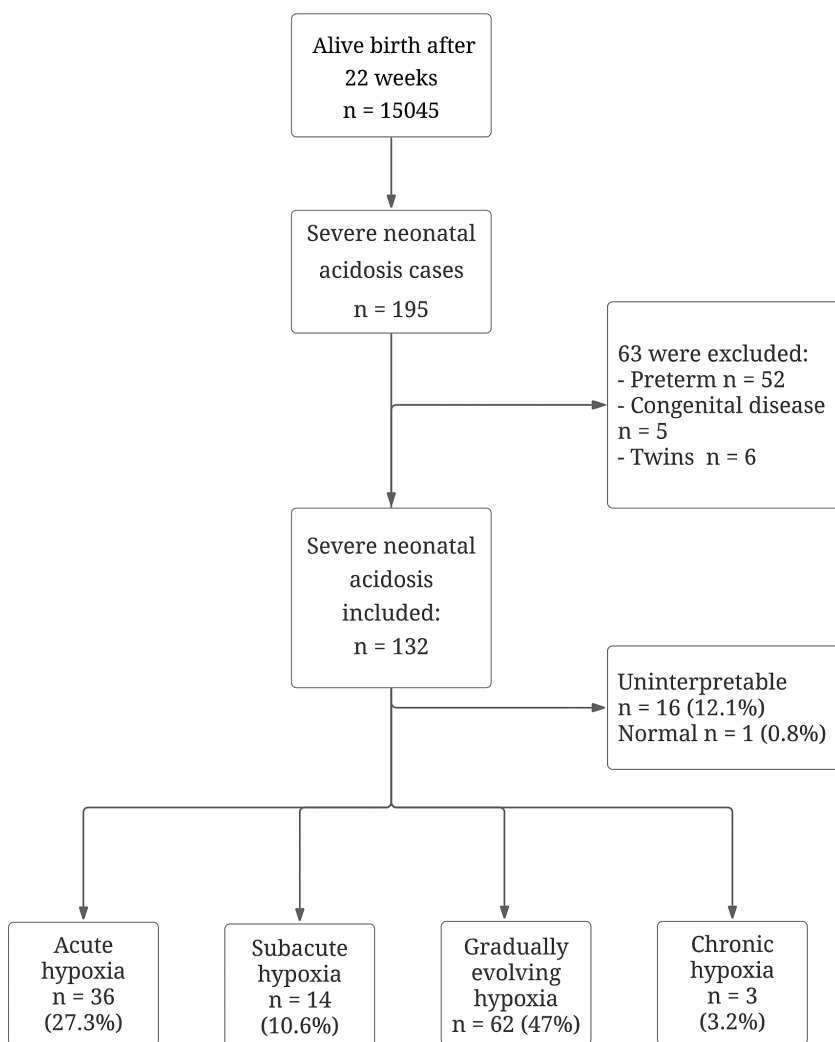 Alive birth after
22 weeks
n = 15045
Severe neonatal
acidosis cases
n = 195
63 were excluded:
- Preterm n = 52
- Congenital disease
n = 5
- Twins n = 6
Severe neonatal
acidosis
included:
n = 132
Uninterpretable
n = 16 (12.1%)
Normal n = 1 (0.8%)
Acute
hypoxia
n = 36
(27.3%)
Subacute
hypoxia
n = 14
(10.6%)
Gradually
evolving
hypoxia
n = 62 (47%)
Chronic
hypoxia
n = 3
(3.2%)